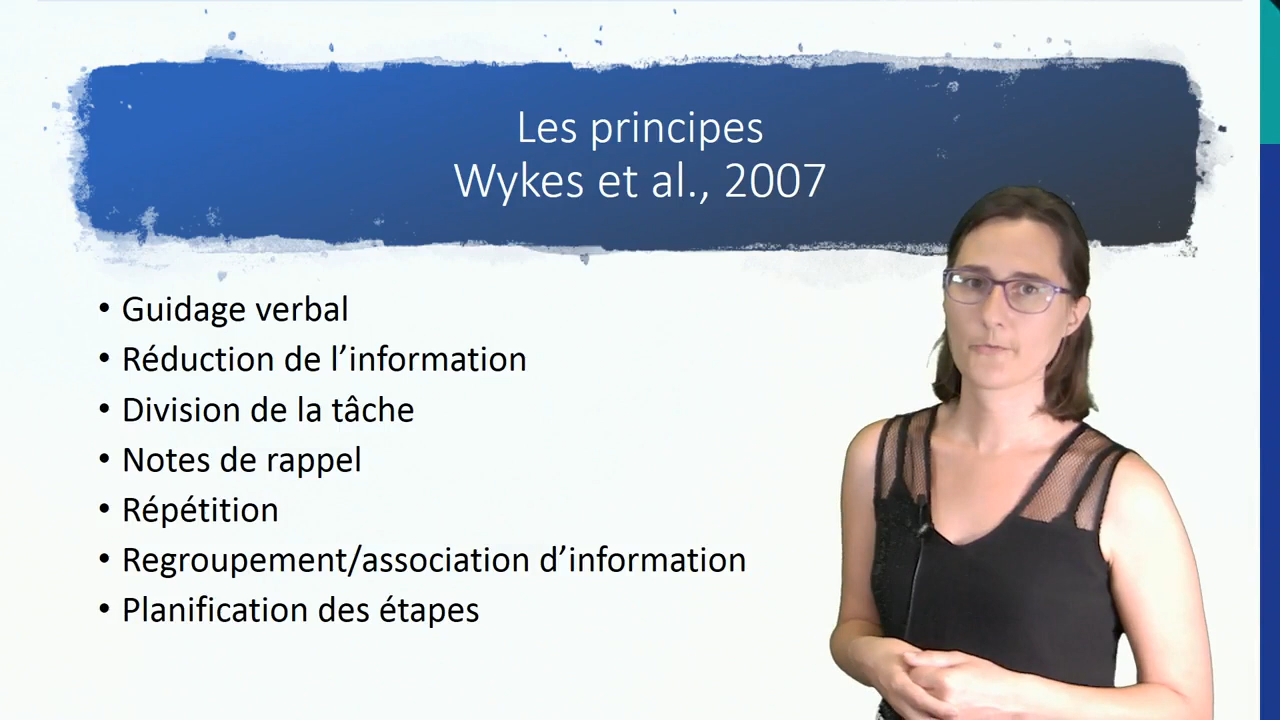 Les principes
Wykes et al., 2007
• Guidage verbal
• Réduction de l’information
• Division de la tâche
• Notes de rappel
• Répétition
• Regroupement/association d’information
• Planification des étapes